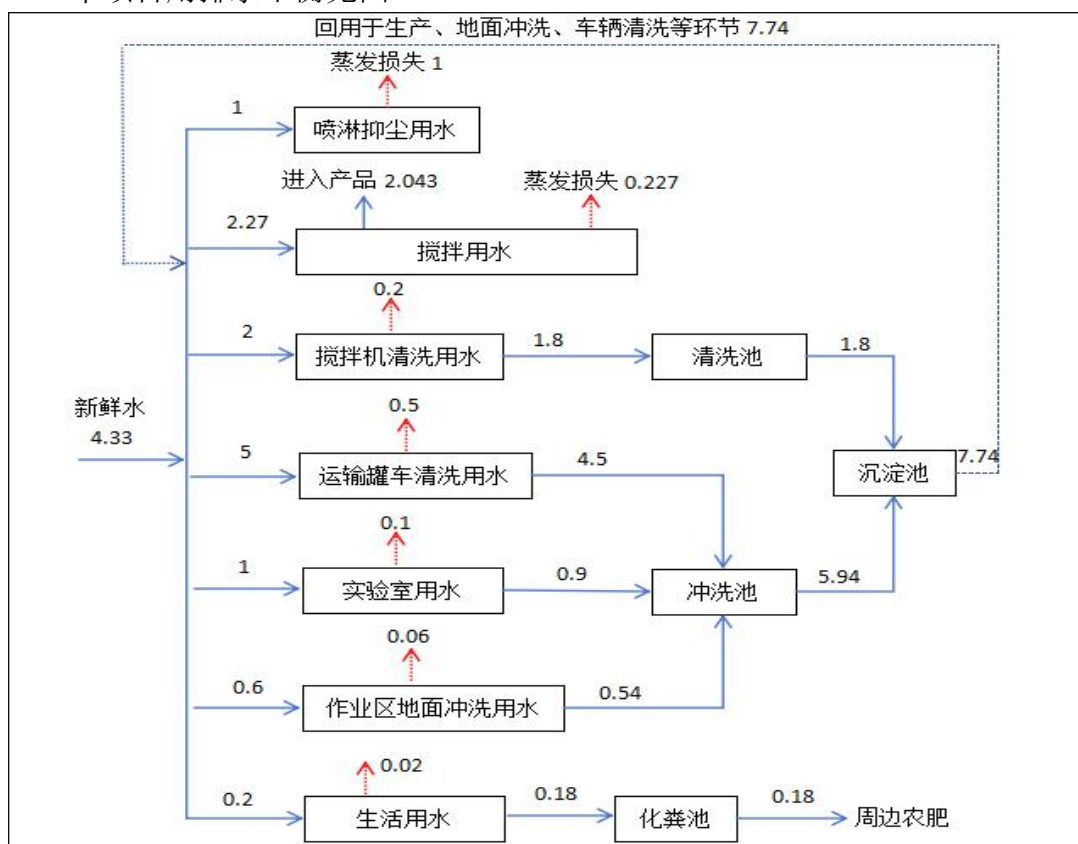 回用于生产、地面冲洗、车辆清洗等环节 7.74
蒸发损失 1
1
喷淋抑尘用水
进入产品 2.043
蒸发损失 0.227
2.27
搅拌用水
0.2
2
搅拌机清洗用水
1.8
清洗池
1.8
新鲜水
4.33
0.5
5
运输罐车清洗用水
4.5
沉淀池
7.74
0.1
1
实验室用水
0.9
冲洗池
5.94
0.06
0.6
作业区地面冲洗用水
0.54
0.02
0.2
生活用水
0.18
化粪池
0.18
周边农肥